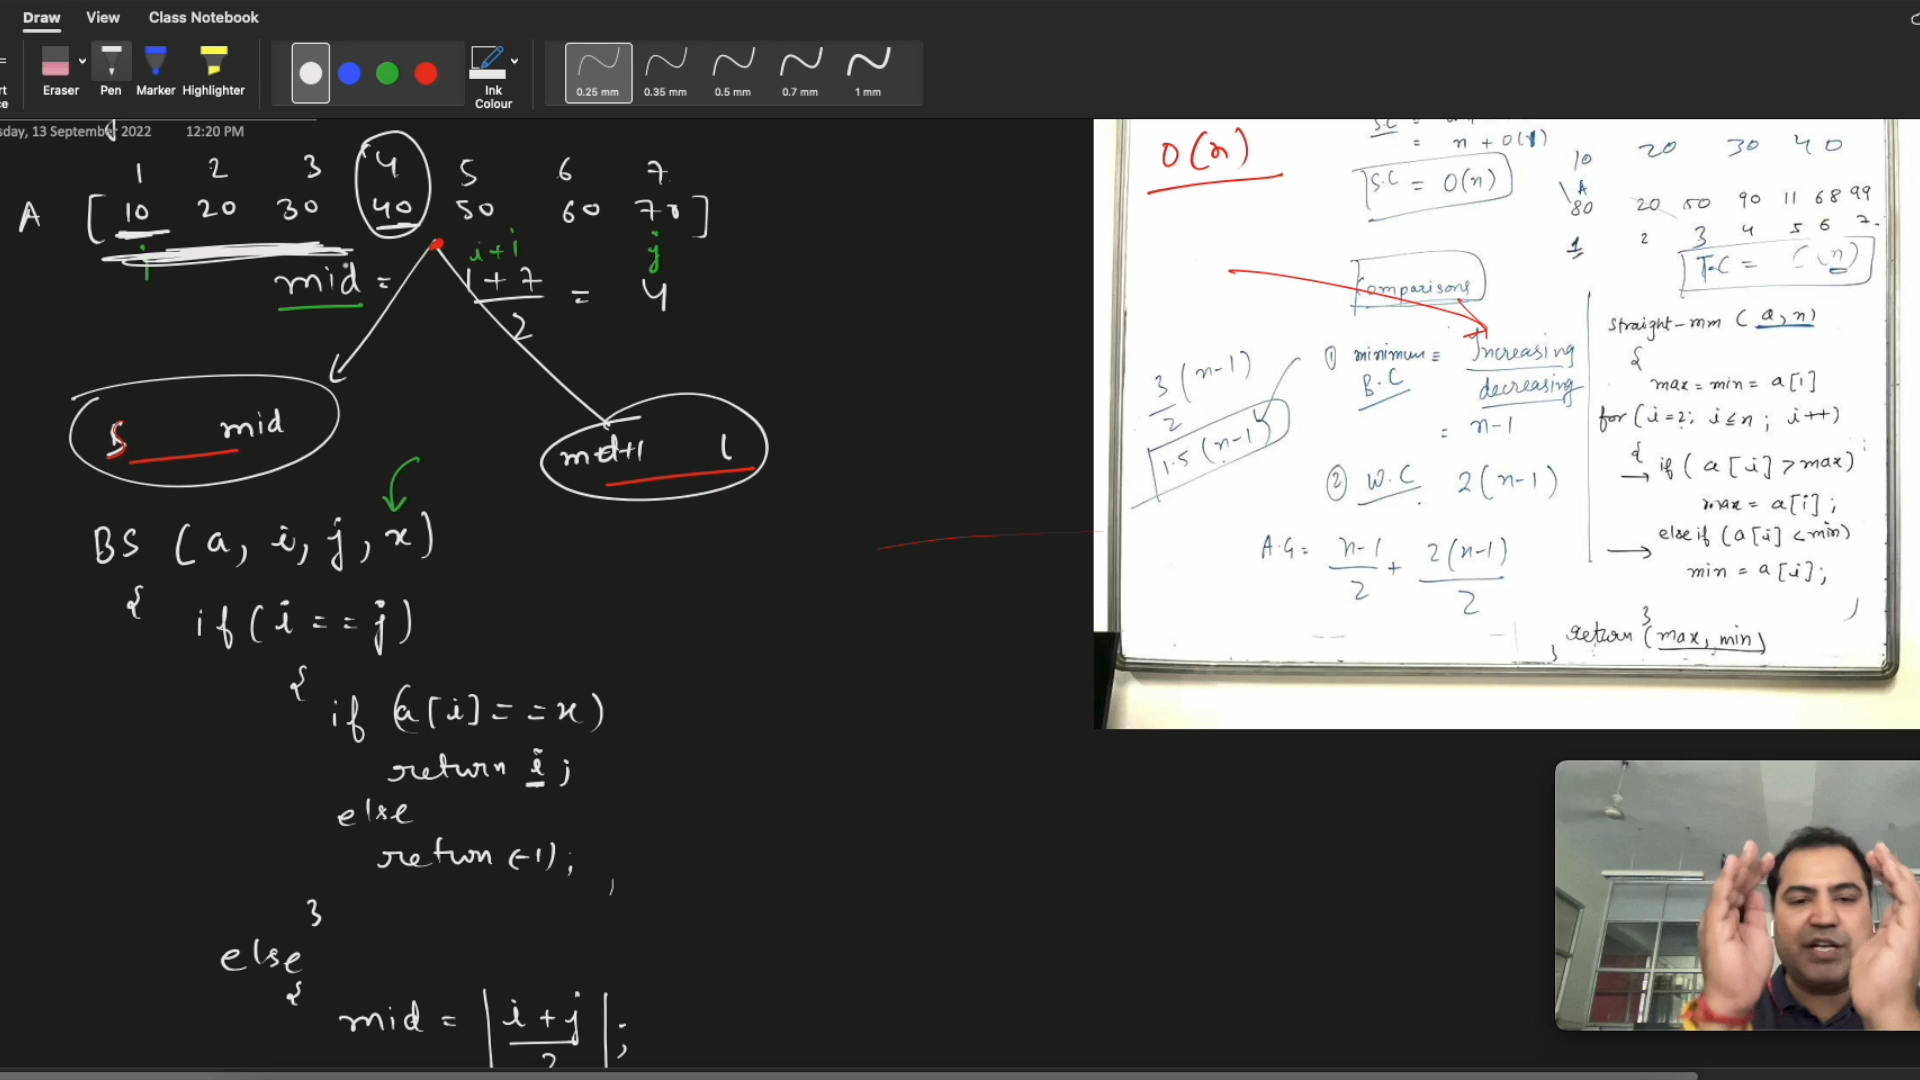 Draw View Class Notebook
Eraser Pen Marker Highlighter Ink Colour 0.25 mm 0.35 mm 0.5 mm 0.7 mm 1 mm
sday, 13 September 2022 12:20 PM
1 2 3 4 5 6 7
A [ 10 20 30 40 50 60 70 ]
i i+j j
mid = 1 + 7 / 2 = 4
mid
mid+1
BS (a, i, j, x)
{ if (i == j)
{ if (a[i] == x)
return i ;
else
return (-1);
}
else
{
mid = | i + j / 2 | ;
O(n)
S.C =
= n + O(1)
S.C = O(n)
10 20 30 40
A
80 20 50 90 11 68 99
1 2 3 4 5 6 7
T.C = (n)
Comparisons
① minimum = Increasing
B.C decreasing
= n-1
3/2 (n-1)
1.5 (n-1)
② W.C 2(n-1)
A.G = n-1 / 2 + 2(n-1) / 2
straight-mm (a, n)
{
max = min = a[i]
for (i=2; i≤n ; i++)
{
→ if (a[i] > max)
max = a[i] ;
else if (a[i] < min)
→ min = a[i] ;
}
return (max, min)